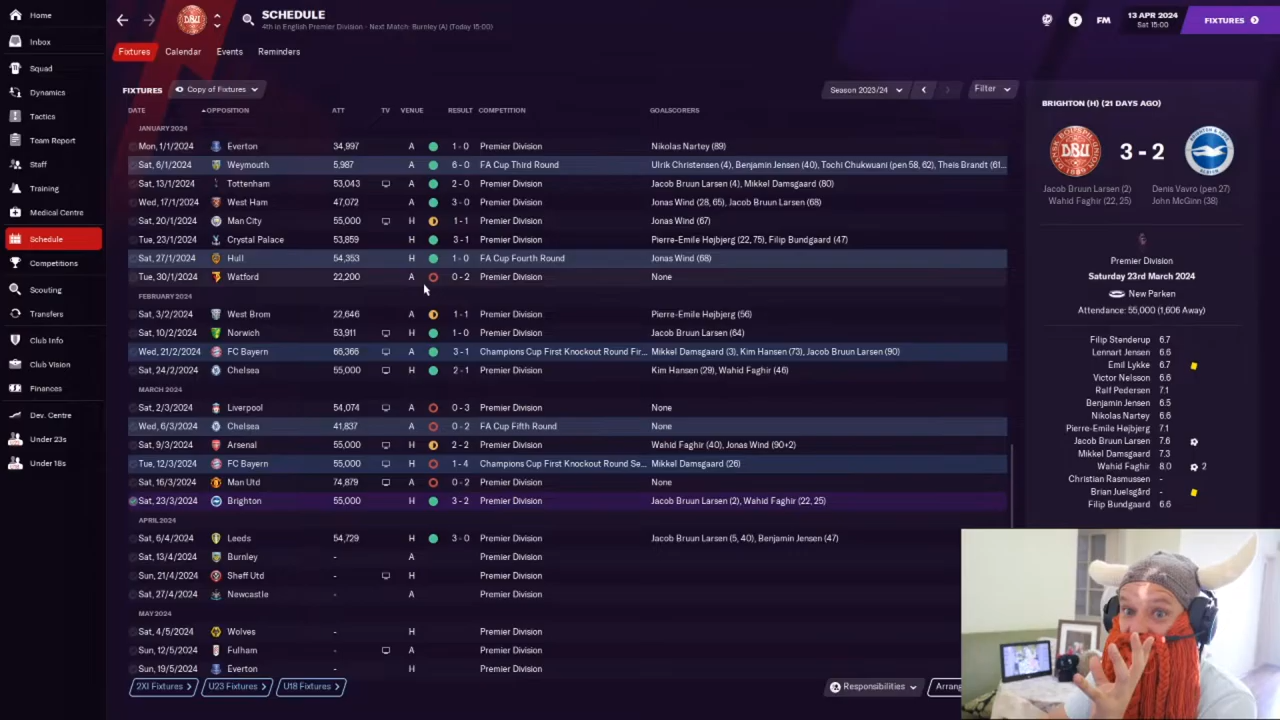 Home
Inbox
Squad
Dynamics
Tactics
Team Report
Staff
Training
Medical Centre
Schedule
Competitions
Scouting
Transfers
Club Info
Club Vision
Finances
Dev. Centre
Under 23s
Under 18s
DBU
SCHEDULE
4th in English Premier Division - Next Match: Burnley (A) (Today 15:00)
FM
13 APR 2024
Sat 15:00
FIXTURES
Fixtures Calendar Events Reminders
FIXTURES Copy of Fixtures Season 2023/24 Filter
DATE OPPOSITION ATT TV VENUE RESULT COMPETITION GOALSCORERS
JANUARY 2024
Mon, 1/1/2024 Everton 34,997 A 1 - 0 Premier Division Nikolas Nartey (89)
Sat, 6/1/2024 Weymouth 5,987 A 6 - 0 FA Cup Third Round Ulrik Christensen (4), Benjamin Jensen (40), Tochi Chukwuani (pen 58, 62), Theis Brandt (61...
Sat, 13/1/2024 Tottenham 53,043 A 2 - 0 Premier Division Jacob Bruun Larsen (4), Mikkel Damsgaard (80)
Wed, 17/1/2024 West Ham 47,072 A 3 - 0 Premier Division Jonas Wind (28, 65), Jacob Bruun Larsen (68)
Sat, 20/1/2024 Man City 55,000 H 1 - 1 Premier Division Jonas Wind (67)
Tue, 23/1/2024 Crystal Palace 53,859 H 3 - 1 Premier Division Pierre-Emile Højbjerg (22, 75), Filip Bundgaard (47)
Sat, 27/1/2024 Hull 54,353 H 1 - 0 FA Cup Fourth Round Jonas Wind (68)
Tue, 30/1/2024 Watford 22,200 A 0 - 2 Premier Division None
FEBRUARY 2024
Sat, 3/2/2024 West Brom 22,646 A 1 - 1 Premier Division Pierre-Emile Højbjerg (56)
Sat, 10/2/2024 Norwich 53,911 H 1 - 0 Premier Division Jacob Bruun Larsen (64)
Wed, 21/2/2024 FC Bayern 66,366 A 3 - 1 Champions Cup First Knockout Round Fir... Mikkel Damsgaard (3), Kim Hansen (73), Jacob Bruun Larsen (90)
Sat, 24/2/2024 Chelsea 55,000 H 2 - 1 Premier Division Kim Hansen (29), Wahid Faghir (46)
MARCH 2024
Sat, 2/3/2024 Liverpool 54,074 A 0 - 3 Premier Division None
Wed, 6/3/2024 Chelsea 41,837 A 0 - 2 FA Cup Fifth Round None
Sat, 9/3/2024 Arsenal 55,000 H 2 - 2 Premier Division Wahid Faghir (40), Jonas Wind (90+2)
Tue, 12/3/2024 FC Bayern 55,000 H 1 - 4 Champions Cup First Knockout Round Se... Mikkel Damsgaard (26)
Sat, 16/3/2024 Man Utd 74,879 A 0 - 2 Premier Division None
Sat, 23/3/2024 Brighton 55,000 H 3 - 2 Premier Division Jacob Bruun Larsen (2), Wahid Faghir (22, 25)
APRIL 2024
Sat, 6/4/2024 Leeds 54,729 H 3 - 0 Premier Division Jacob Bruun Larsen (5, 40), Benjamin Jensen (47)
Sat, 13/4/2024 Burnley - A Premier Division
Sun, 21/4/2024 Sheff Utd - H Premier Division
Sat, 27/4/2024 Newcastle - A Premier Division
MAY 2024
Sat, 4/5/2024 Wolves - H Premier Division
Sun, 12/5/2024 Fulham - A Premier Division
Sun, 19/5/2024 Everton - H Premier Division
2XI Fixtures U23 Fixtures U18 Fixtures Responsibilities Arrang
BRIGHTON (H) (21 DAYS AGO)
DBU 3 - 2
Jacob Bruun Larsen (2) Denis Vavro (pen 27)
Wahid Faghir (22, 25) John McGinn (38)
Premier Division
Saturday 23rd March 2024
New Parken
Attendance: 55,000 (1,606 Away)
Filip Stenderup 6.7
Lennart Jensen 6.6
Emil Lykke 6.7
Victor Nelsson 6.6
Ralf Pedersen 7.1
Benjamin Jensen 6.5
Nikolas Nartey 6.6
Pierre-Emile Højbjerg 7.1
Jacob Bruun Larsen 7.6
Mikkel Damsgaard 7.3
Wahid Faghir 8.0 2
Christian Rasmussen -
Brian Juelsgård -
Filip Bundgaard 6.6